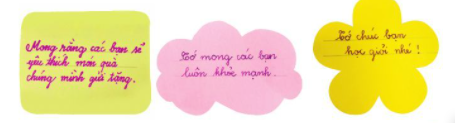 Mong rằng các bạn sẽ
yêu thích món quà
chúng mình gửi tặng.
Tớ mong các bạn
luôn khỏe mạnh.
Tớ chúc bạn
học giỏi nhé !